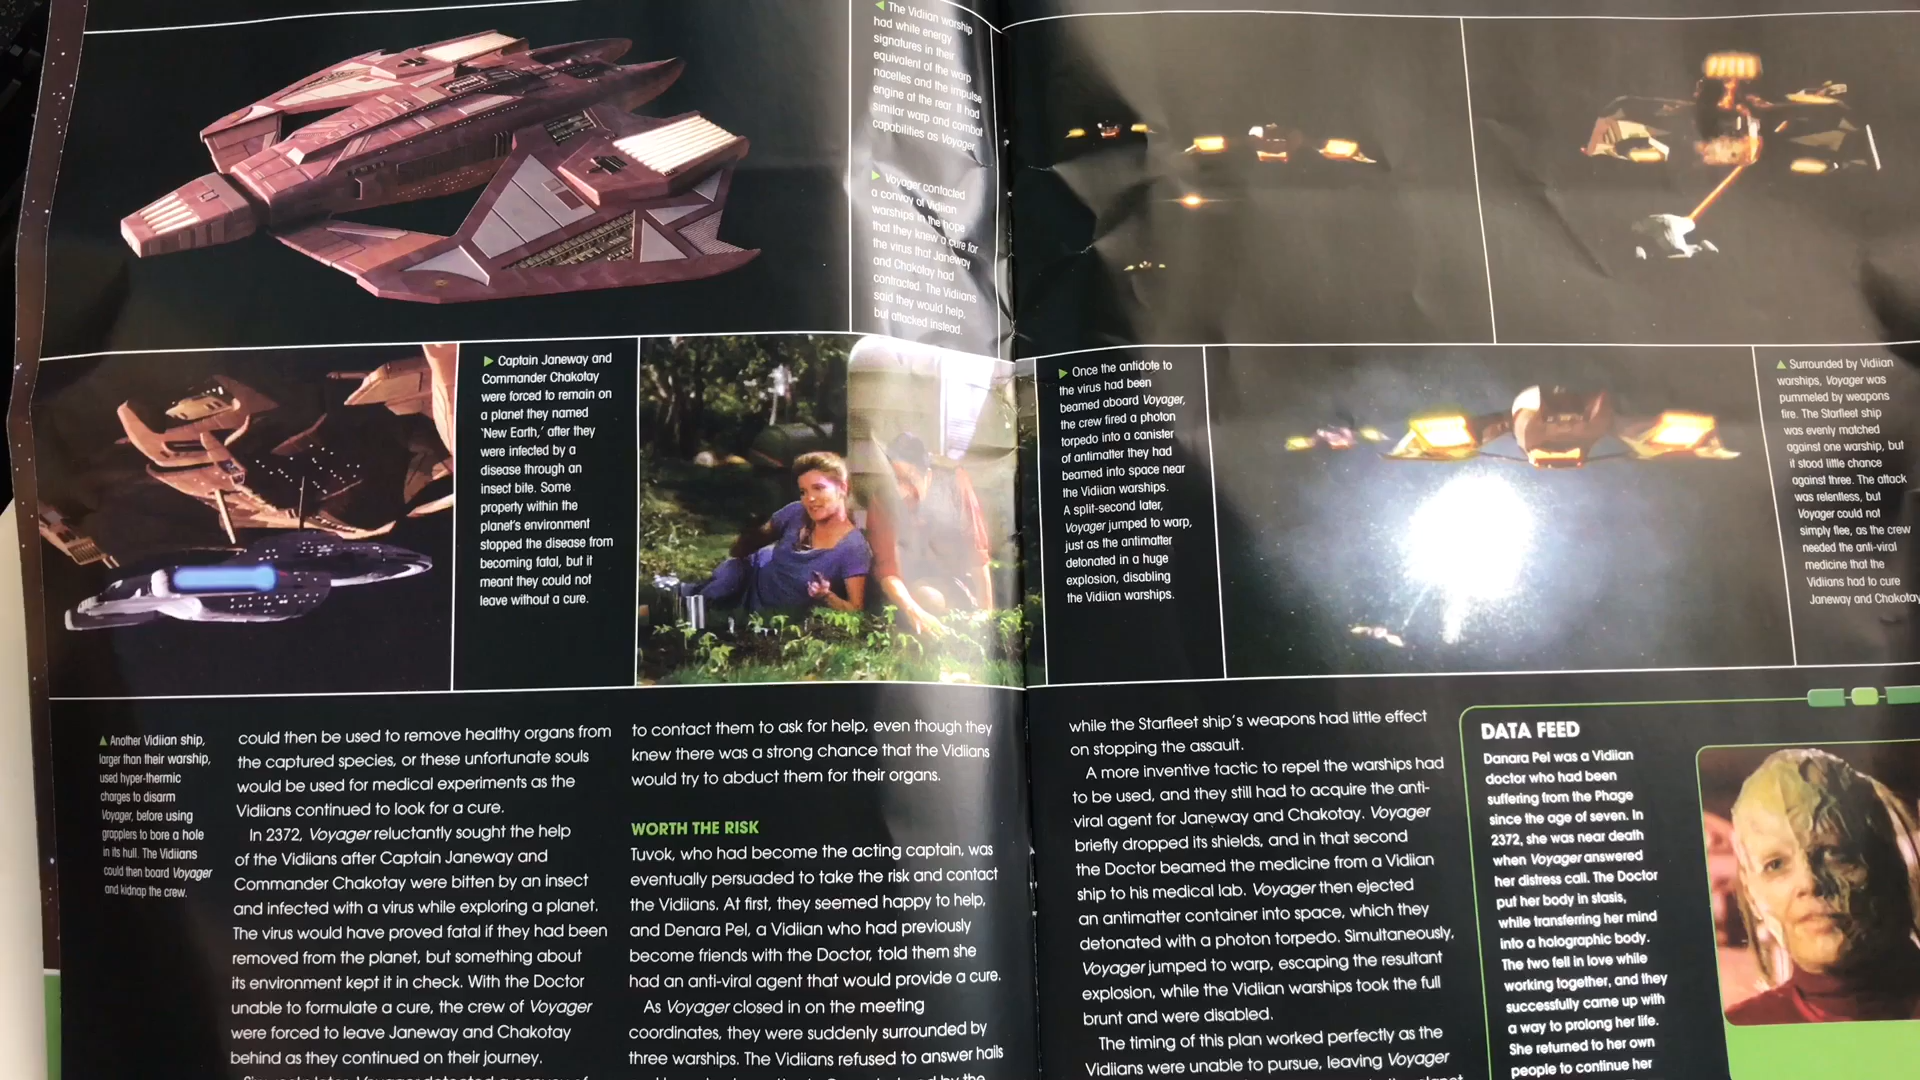 ◀ The Vidiian warship
had while energy
signatures in their
equivalent of the warp
nacelles and the impulse
engine at the rear. It had
similar warp and combat
capabilities as Voyager.
▶ Voyager contacted
a convoy of Vidiian
warships in the hope
that they knew a cure for
the virus that Janeway
and Chakotay had
contracted. The Vidiians
said they would help,
but attacked instead.
▶ Captain Janeway and
Commander Chakotay
were forced to remain on
a planet they named
'New Earth,' after they
were infected by a
disease through an
insect bite. Some
property within the
planet's environment
stopped the disease from
becoming fatal, but it
meant they could not
leave without a cure.
▶ Once the antidote to
the virus had been
beamed aboard Voyager,
the crew fired a photon
torpedo into a canister
of antimatter they had
beamed into space near
the Vidiian warships.
A split-second later,
Voyager jumped to warp,
just as the antimatter
detonated in a huge
explosion, disabling
the Vidiian warships.
▲ Surrounded by Vidiian
warships, Voyager was
pummeled by weapons
fire. The Starfleet ship
was evenly matched
against one warship, but
it stood little chance
against three. The attack
was relentless, but
Voyager could not
simply flee, as the crew
needed the anti-viral
medicine that the
Vidiians had to cure
Janeway and Chakotay
▲ Another Vidiian ship,
larger than their warship,
used hyper-thermic
charges to disarm
Voyager, before using
grapplers to bore a hole
in its hull. The Vidiians
could then board Voyager
and kidnap the crew.
could then be used to remove healthy organs from
the captured species, or these unfortunate souls
would be used for medical experiments as the
Vidiians continued to look for a cure.
In 2372, Voyager reluctantly sought the help
of the Vidiians after Captain Janeway and
Commander Chakotay were bitten by an insect
and infected with a virus while exploring a planet.
The virus would have proved fatal if they had been
removed from the planet, but something about
its environment kept it in check. With the Doctor
unable to formulate a cure, the crew of Voyager
were forced to leave Janeway and Chakotay
behind as they continued on their journey.
to contact them to ask for help, even though they
knew there was a strong chance that the Vidiians
would try to abduct them for their organs.
WORTH THE RISK
Tuvok, who had become the acting captain, was
eventually persuaded to take the risk and contact
the Vidiians. At first, they seemed happy to help,
and Denara Pel, a Vidiian who had previously
become friends with the Doctor, told them she
had an anti-viral agent that would provide a cure.
As Voyager closed in on the meeting
coordinates, they were suddenly surrounded by
three warships. The Vidiians refused to answer hails
while the Starfleet ship's weapons had little effect
on stopping the assault.
A more inventive tactic to repel the warships had
to be used, and they still had to acquire the anti-
viral agent for Janeway and Chakotay. Voyager
briefly dropped its shields, and in that second
the Doctor beamed the medicine from a Vidiian
ship to his medical lab. Voyager then ejected
an antimatter container into space, which they
detonated with a photon torpedo. Simultaneously,
Voyager jumped to warp, escaping the resultant
explosion, while the Vidiian warships took the full
brunt and were disabled.
The timing of this plan worked perfectly as the
Vidiians were unable to pursue, leaving Voyager
DATA FEED
Danara Pel was a Vidiian
doctor who had been
suffering from the Phage
since the age of seven. In
2372, she was near death
when Voyager answered
her distress call. The Doctor
put her body in stasis,
while transferring her mind
into a holographic body.
The two fell in love while
working together, and they
successfully came up with
a way to prolong her life.
She returned to her own
people to continue her